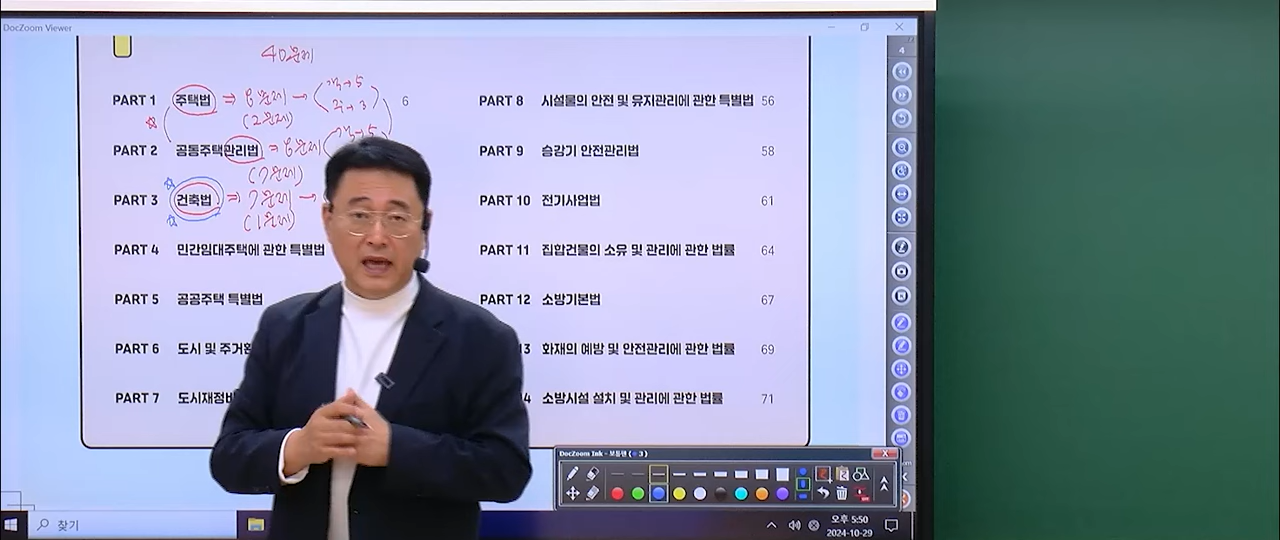 DocZoom Viewer
4
40문제
PART 1 주택법 ⇒ 8문제 → (객→5 6
(2문제) 주→3)
PART 2 공동주택관리법 ⇒ 8문제
(7문제)
PART 3 건축법 ⇒ 7문제 →
(1문제)
PART 4 민간임대주택에 관한 특별법
PART 5 공공주택 특별법
PART 6 도시 및 주거환
PART 7 도시재정비
PART 8 시설물의 안전 및 유지관리에 관한 특별법 56
PART 9 승강기 안전관리법 58
PART 10 전기사업법 61
PART 11 집합건물의 소유 및 관리에 관한 법률 64
PART 12 소방기본법 67
13 화재의 예방 및 안전관리에 관한 법률 69
4 소방시설 설치 및 관리에 관한 법률 71
DocZoom Ink - 보통펜 ( 3 )
찾기
오후 5:50
2024-10-29